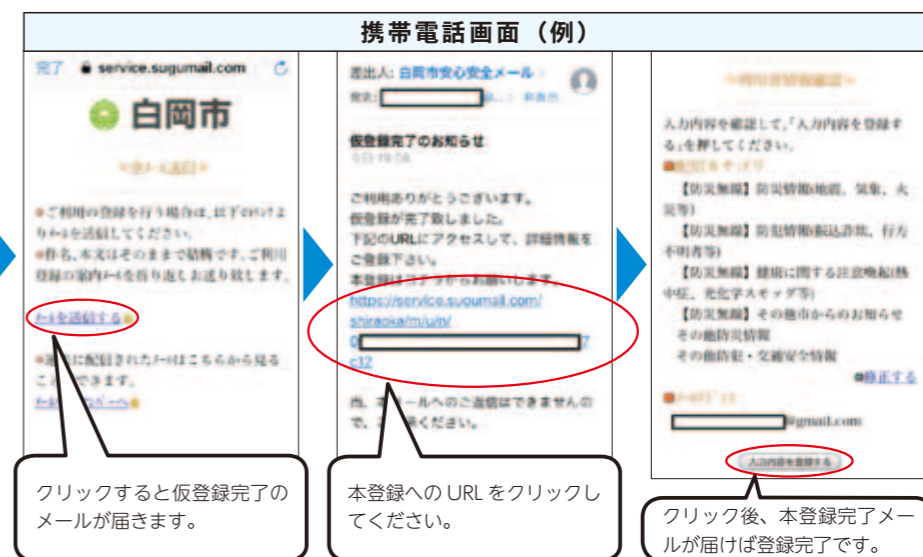 携帯電話画面（例）
完了 service.sugumail.com
白岡市
●ご利用の登録を行う場合は、以下のリンクよ
りメールを送信してください。
●件名、本文はそのままで結構です。ご利用
登録の案内メールを折り返しお送り致します。
メールを送信する
に配信されたメールはこちらから見る
こ できます。
クリックすると仮登録完了の
メールが届きます。
差出人: 白岡市安心安全メール
宛先: 非表示
仮登録完了のお知らせ
今日 19:08
ご利用ありがとうございます。
仮登録が完了致しました。
下記のURLにアクセスして、詳細情報を
ご登録下さい。
本登録はコチラからお願いします。
https://service.sugumail.com/
shiraoka/m/u/n/
0 7
c12
尚、本 ールへのご返信はできませんの
で、 ください。
本登録への URL をクリックし
てください。
入力内容を確認して、「入力内容を登録す
る」を押してください。
【防災無線】防災情報(地震、気象、火
災等)
【防災無線】防犯情報(振込詐欺、行方
不明者等)
【防災無線】健康に関する注意喚起(熱
中症、光化学スモッグ等)
【防災無線】その他市からのお知らせ
その他防災情報
その他防犯・交通安全情報
修正する
@gmail.com
入力内容を登録する
クリック後、本登録完了メー
ルが届けば登録完了です。